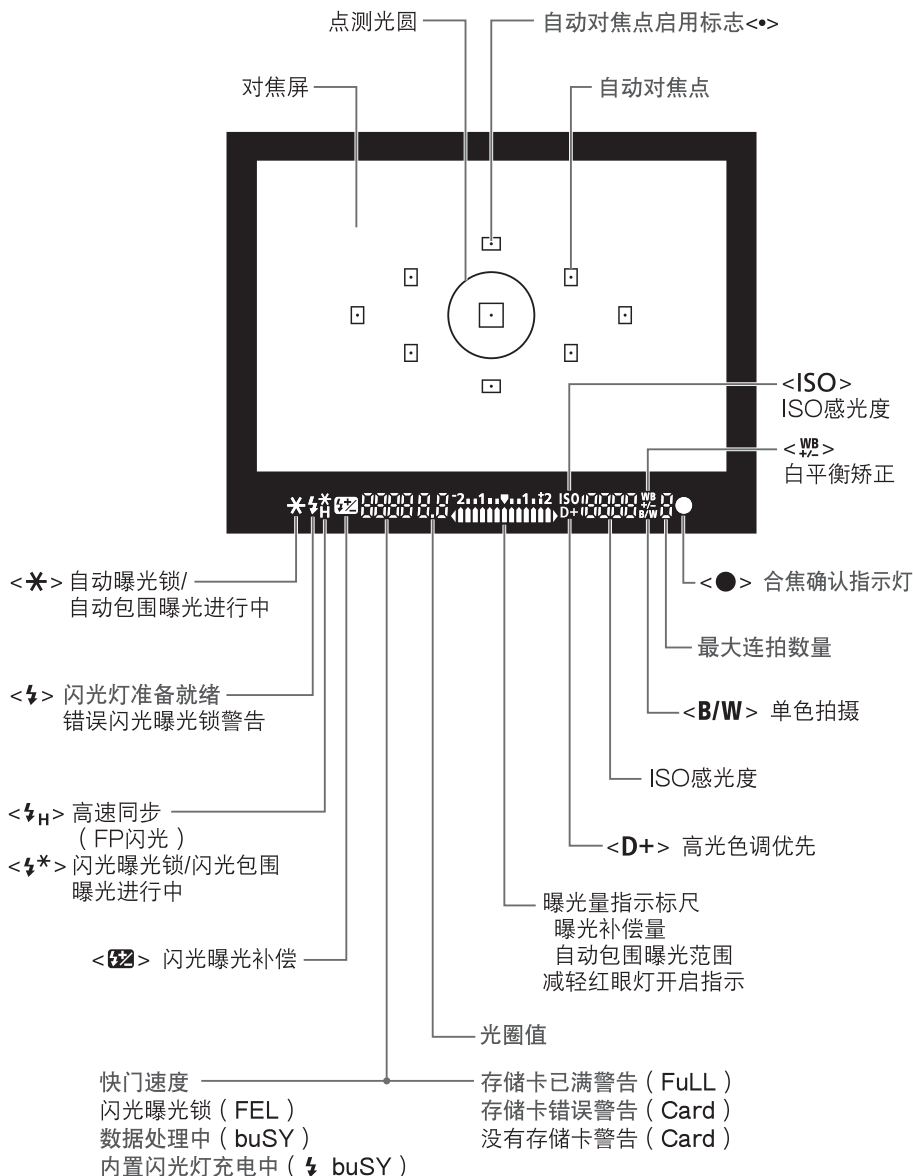 点测光圆
自动对焦点启用标志<•>
对焦屏
自动对焦点
<ISO>
ISO感光度
<WB +/->
白平衡矫正
-2..1..▼..1.+2 ISO WB +/-
H D+ B/W
<✱> 自动曝光锁/
自动包围曝光进行中
<●> 合焦确认指示灯
最大连拍数量
<⚡> 闪光灯准备就绪
错误闪光曝光锁警告
<B/W> 单色拍摄
ISO感光度
<⚡H> 高速同步
(FP闪光)
<⚡✱> 闪光曝光锁/闪光包围
曝光进行中
<D+> 高光色调优先
曝光量指示标尺
曝光补偿量
自动包围曝光范围
减轻红眼灯开启指示
<⚡+/-> 闪光曝光补偿
光圈值
快门速度
闪光曝光锁(FEL)
数据处理中(buSY)
内置闪光灯充电中(⚡ buSY)
存储卡已满警告(FuLL)
存储卡错误警告(Card)
没有存储卡警告(Card)